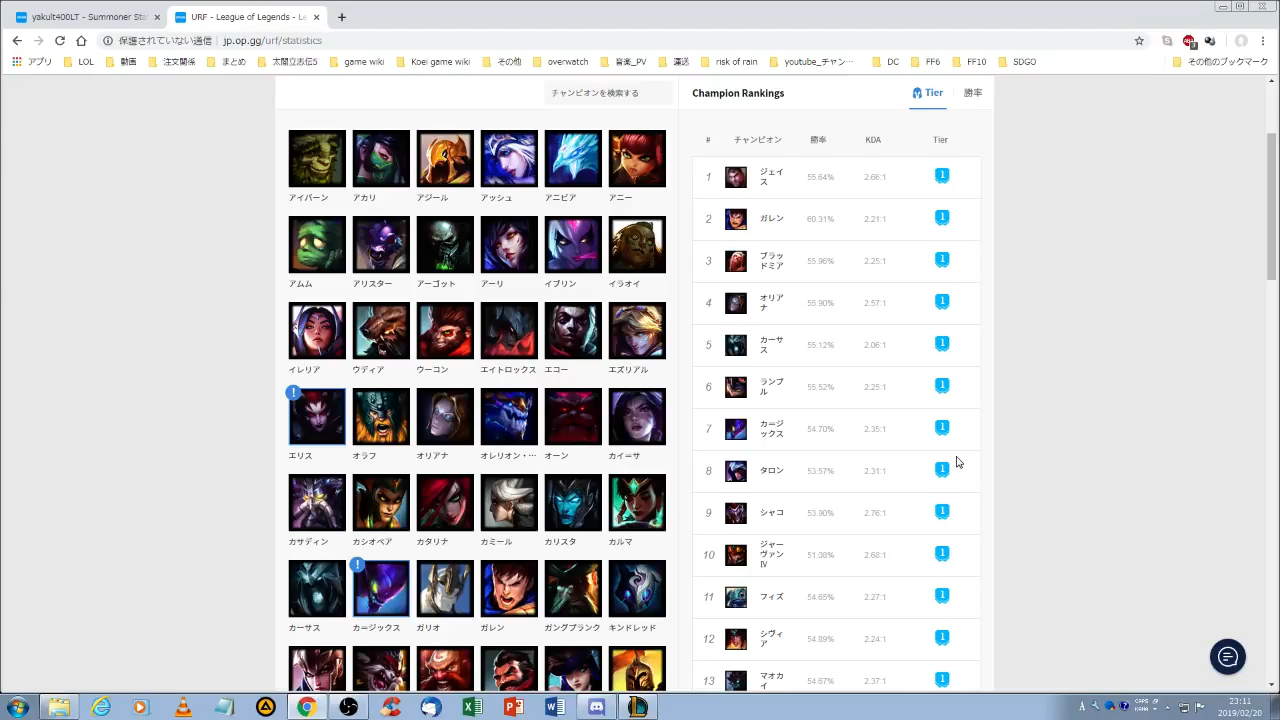 yakult400LT - Summoner Sta
URF - League of Legends - Le
保護されていない通信 | jp.op.gg/urf/statistics
アプリ
LOL
動画
注文關係
まとめ
太閤立志伝5
game wiki
Koei game wiki
その他
overwatch
音楽_PV
運送
risk of rain
youtube_チャン…
DC
FF6
FF10
SDGO
その他のブックマーク
チャンピオンを検索する
Champion Rankings
Tier
勝率
アイバーン
アカリ
アジール
アッシュ
アニビア
アニー
アムム
アリスター
アーゴット
アーリ
イブリン
イラオイ
イレリア
ウディア
ウーコン
エイトロックス
エコー
エズリアル
エリス
オラフ
オリアナ
オレリオン・…
オーン
カイ=サ
カサディン
カシオペア
カタリナ
カミール
カリスタ
カルマ
カーサス
カ=ジックス
ガリオ
ガレン
ガングプランク
キンドレッド
# チャンピオン 勝率 KDA Tier
1 ジェイス 55.64% 2.66:1 1
2 ガレン 60.31% 2.21:1 1
3 ブラッドミア 55.96% 2.25:1 1
4 オリアナ 55.90% 2.57:1 1
5 カーサス 55.12% 2.06:1 1
6 ランブル 55.52% 2.25:1 1
7 カ=ジックス 54.70% 2.35:1 1
8 タロン 53.57% 2.31:1 1
9 シャコ 53.90% 2.76:1 1
10 ジャーヴァンⅣ 51.08% 2.68:1 1
11 フィズ 54.65% 2.27:1 1
12 シヴィア 54.89% 2.24:1 1
13 マオカイ 54.67% 2.37:1 1
A
CAPS
KANA
23:11
2019/02/20